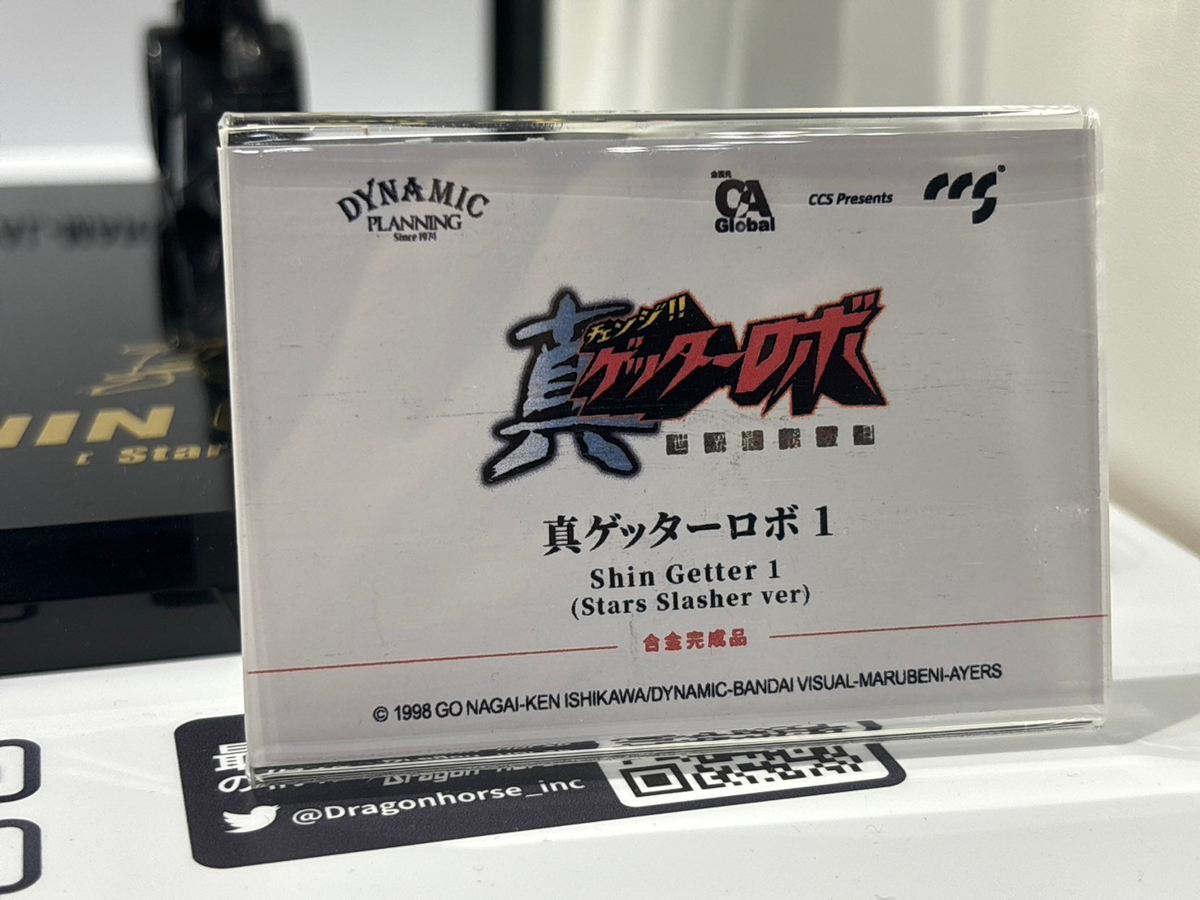 DYNAMIC
PLANNING
Since 1974
CA
Global
CCS Presents
ccs
真
チェンジ!!
ゲッターロボ
真ゲッターロボ 1
Shin Getter 1
(Stars Slasher ver)
合金完成品
© 1998 GO NAGAI-KEN ISHIKAWA/DYNAMIC-BANDAI VISUAL-MARUBENI-AYERS
@Dragonhorse_inc